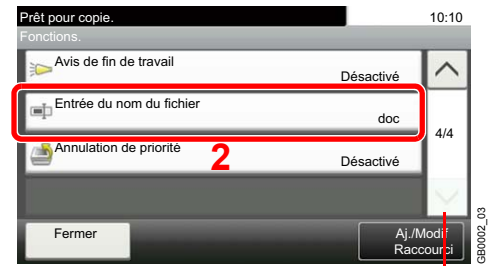 Prêt pour copie.
10:10
Fonctions.
Avis de fin de travail
Désactivé
Entrée du nom du fichier
doc
4/4
Annulation de priorité
2
Désactivé
Fermer
Aj./Modif
Raccourci
GB0002_03